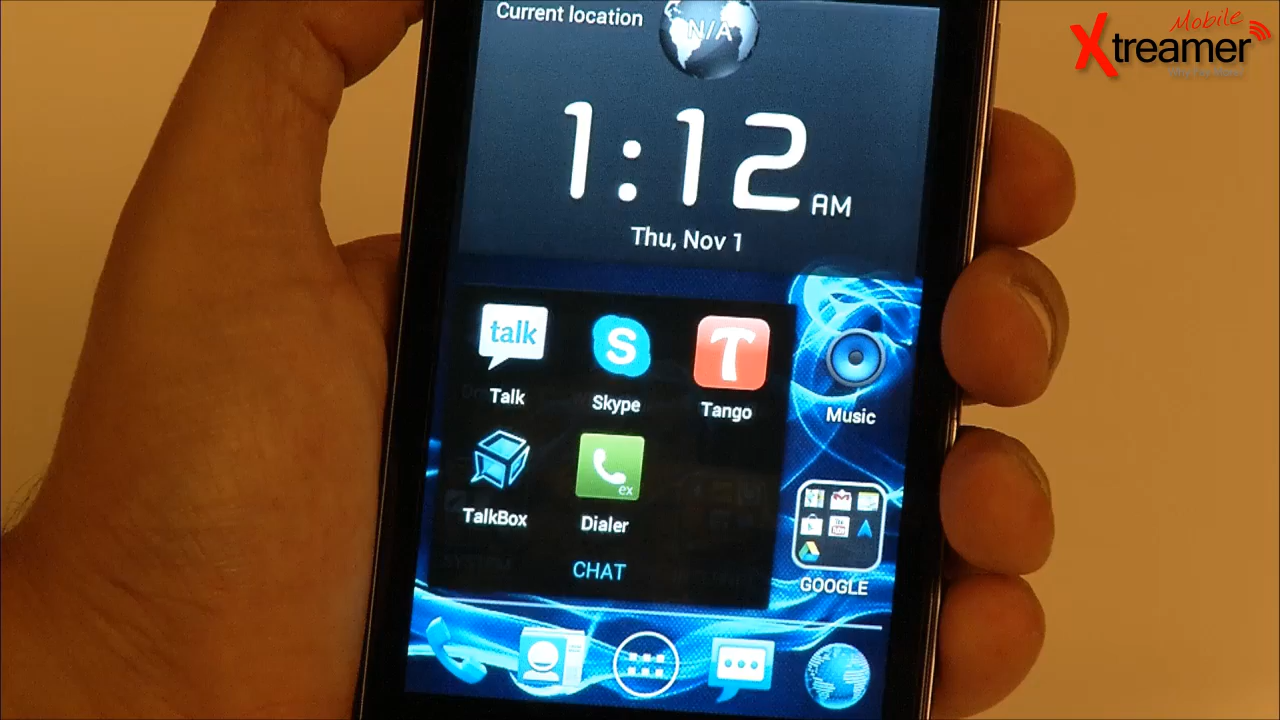 Current location
N/A
Mobile
Xtreamer
1:12 AM
Thu, Nov 1
talk
S
T
Talk
Skype
Tango
Music
ex
TalkBox
Dialer
CHAT
GOOGLE